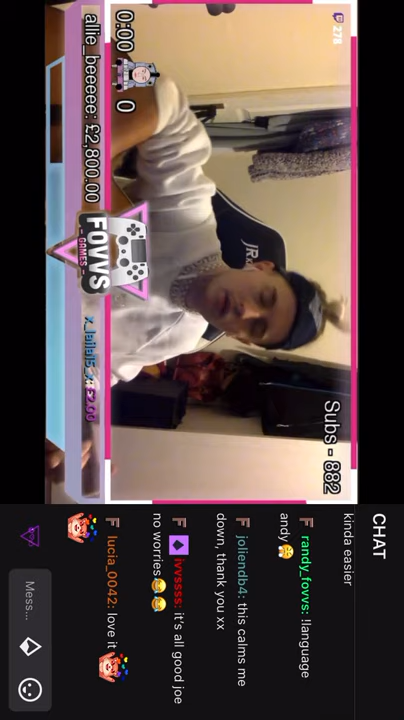 278
Subs - 882
JR
0:00
0
allie_beeeee: £2,800.00
FOVVS
GAMES
£2.00
CHAT
kinda easier
randy_fovvs: !language
andy
joliendb4: this calms me
down, thank you xx
ivvssss: it's all good joe
no worries
lucia_0042: love it
Mess...